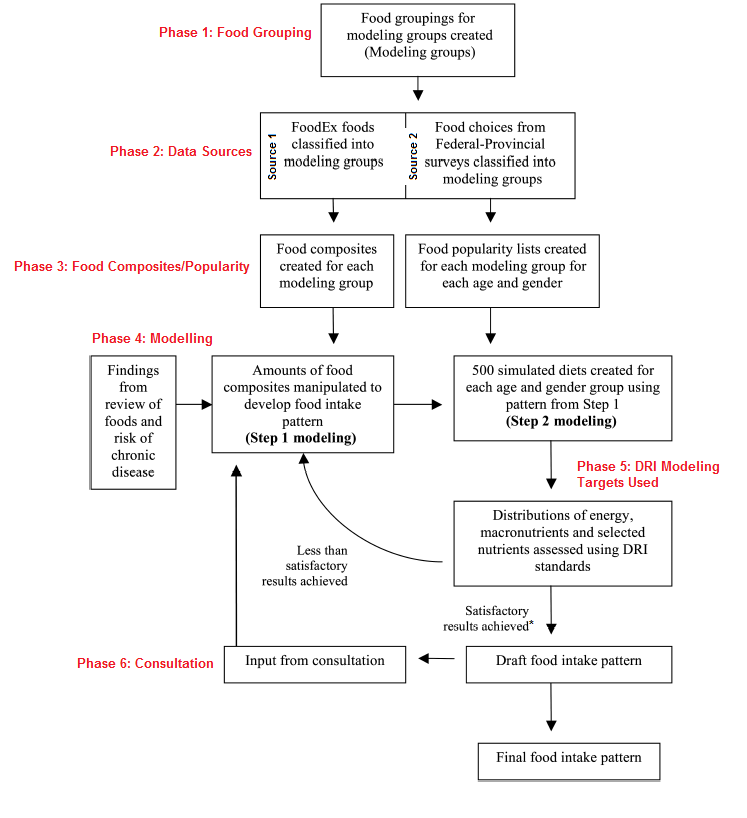 Phase 1: Food Grouping
Food groupings for
modeling groups created
(Modeling groups)
Phase 2: Data Sources
Source 1
FoodEx foods
classified into
modeling groups
Source 2
Food choices from
Federal-Provincial
surveys classified into
modeling groups
Phase 3: Food Composites/Popularity
Food composites
created for each
modeling group
Food popularity lists created
for each modeling group for
each age and gender
Phase 4: Modelling
Findings
from
review of
foods and
risk of
chronic
disease
Amounts of food
composites manipulated to
develop food intake
pattern
(Step 1 modeling)
500 simulated diets created for
each age and gender group using
pattern from Step 1
(Step 2 modeling)
Phase 5: DRI Modeling
Targets Used
Distributions of energy,
macronutrients and selected
nutrients assessed using DRI
standards
Less than
satisfactory
results achieved
Satisfactory
results achieved*
Phase 6: Consultation
Input from consultation
Draft food intake pattern
Final food intake pattern